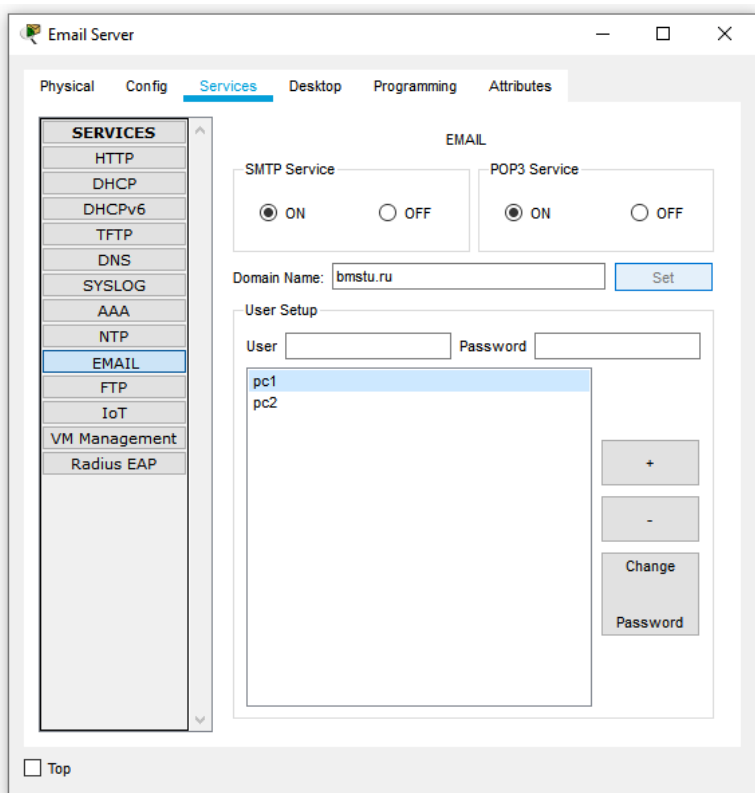 Email Server
Physical Config Services Desktop Programming Attributes
SERVICES
HTTP
DHCP
DHCPv6
TFTP
DNS
SYSLOG
AAA
NTP
EMAIL
FTP
IoT
VM Management
Radius EAP
EMAIL
SMTP Service
ON OFF
POP3 Service
ON OFF
Domain Name: bmstu.ru Set
User Setup
User Password
pc1
pc2
+
-
Change
Password
Top